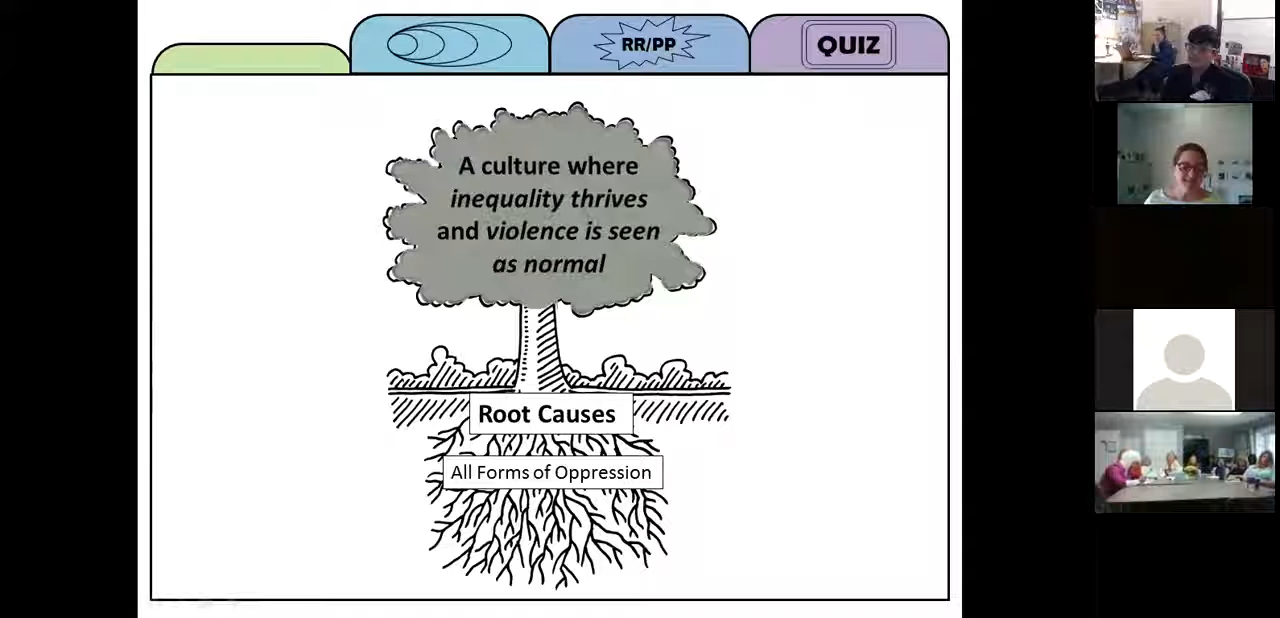 RR/PP
QUIZ
A culture where
inequality thrives
and violence is seen
as normal
Root Causes
All Forms of Oppression